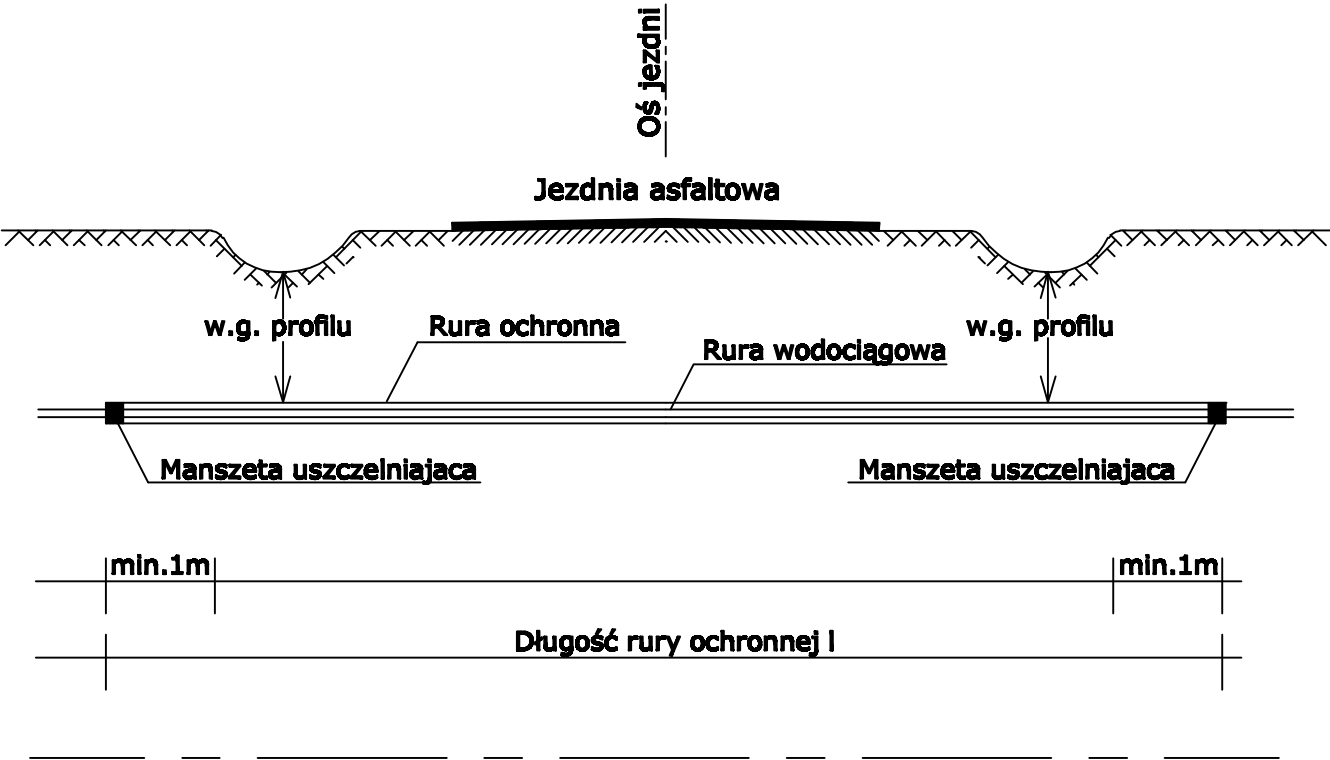 Oś jezdni
Jezdnia asfaltowa
w.g. profilu
Rura ochronna
Rura wodociągowa
w.g. profilu
Manszeta uszczelniajaca
Manszeta uszczelniajaca
min.1m
min.1m
Długość rury ochronnej l